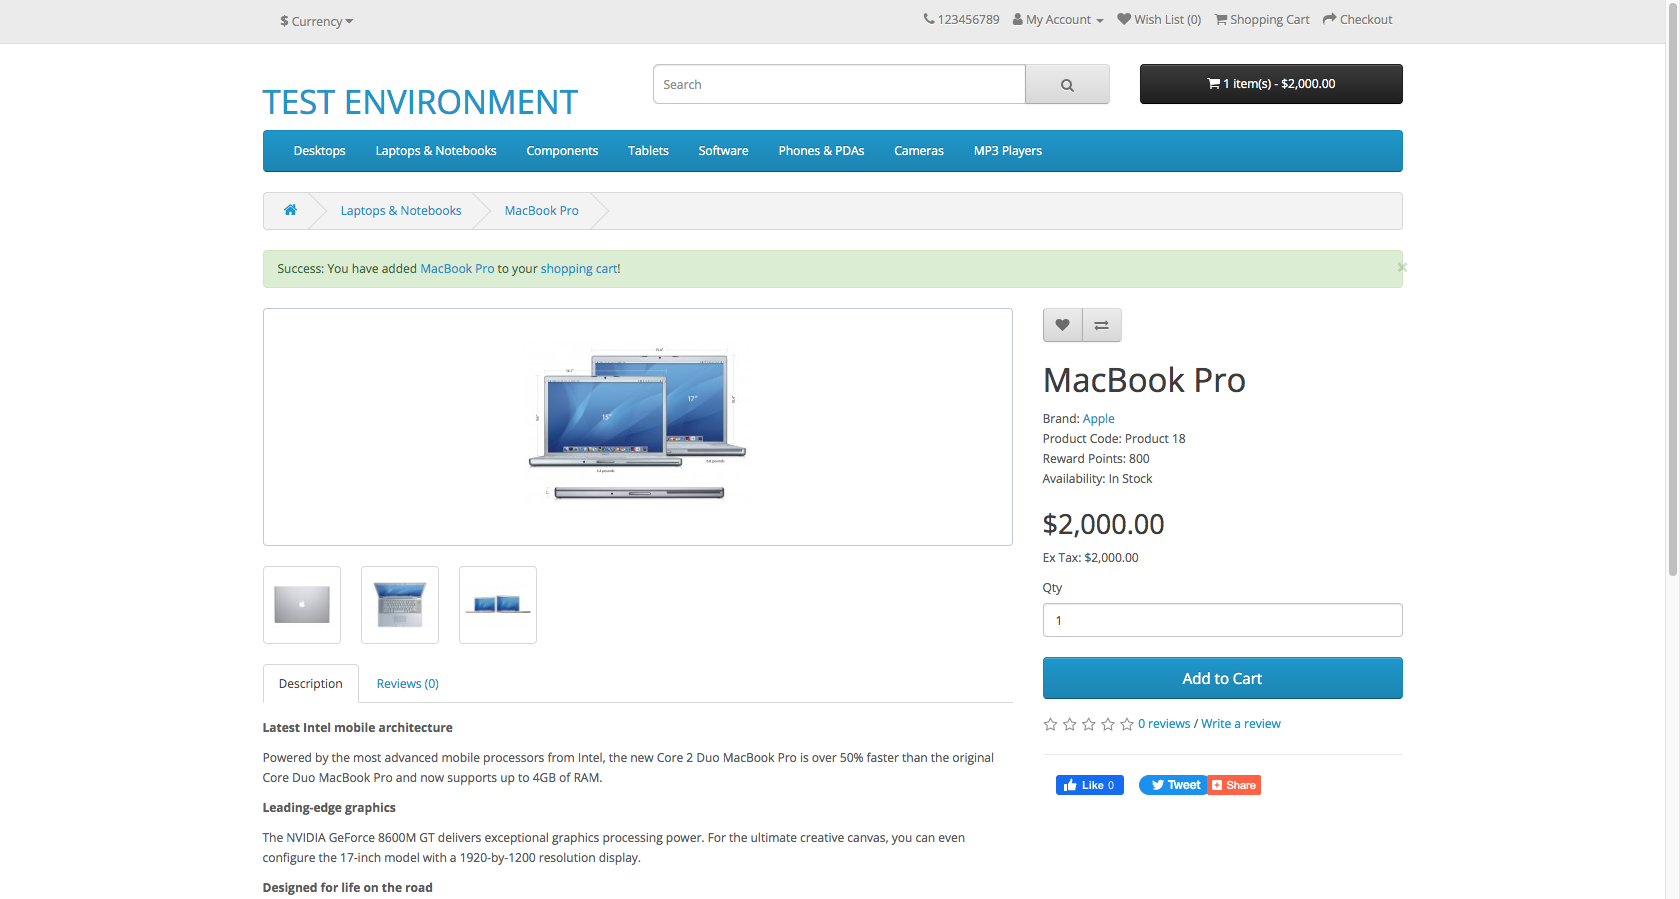 $ Currency
123456789 My Account Wish List (0) Shopping Cart Checkout
TEST ENVIRONMENT
Search
1 item(s) - $2,000.00
Desktops Laptops & Notebooks Components Tablets Software Phones & PDAs Cameras MP3 Players
Laptops & Notebooks MacBook Pro
Success: You have added MacBook Pro to your shopping cart!
×
15"
17"
MacBook Pro
Brand: Apple
Product Code: Product 18
Reward Points: 800
Availability: In Stock
$2,000.00
Ex Tax: $2,000.00
Qty
1
Add to Cart
0 reviews / Write a review
Like 0 Tweet Share
Description Reviews (0)
Latest Intel mobile architecture
Powered by the most advanced mobile processors from Intel, the new Core 2 Duo MacBook Pro is over 50% faster than the original
Core Duo MacBook Pro and now supports up to 4GB of RAM.
Leading-edge graphics
The NVIDIA GeForce 8600M GT delivers exceptional graphics processing power. For the ultimate creative canvas, you can even
configure the 17-inch model with a 1920-by-1200 resolution display.
Designed for life on the road